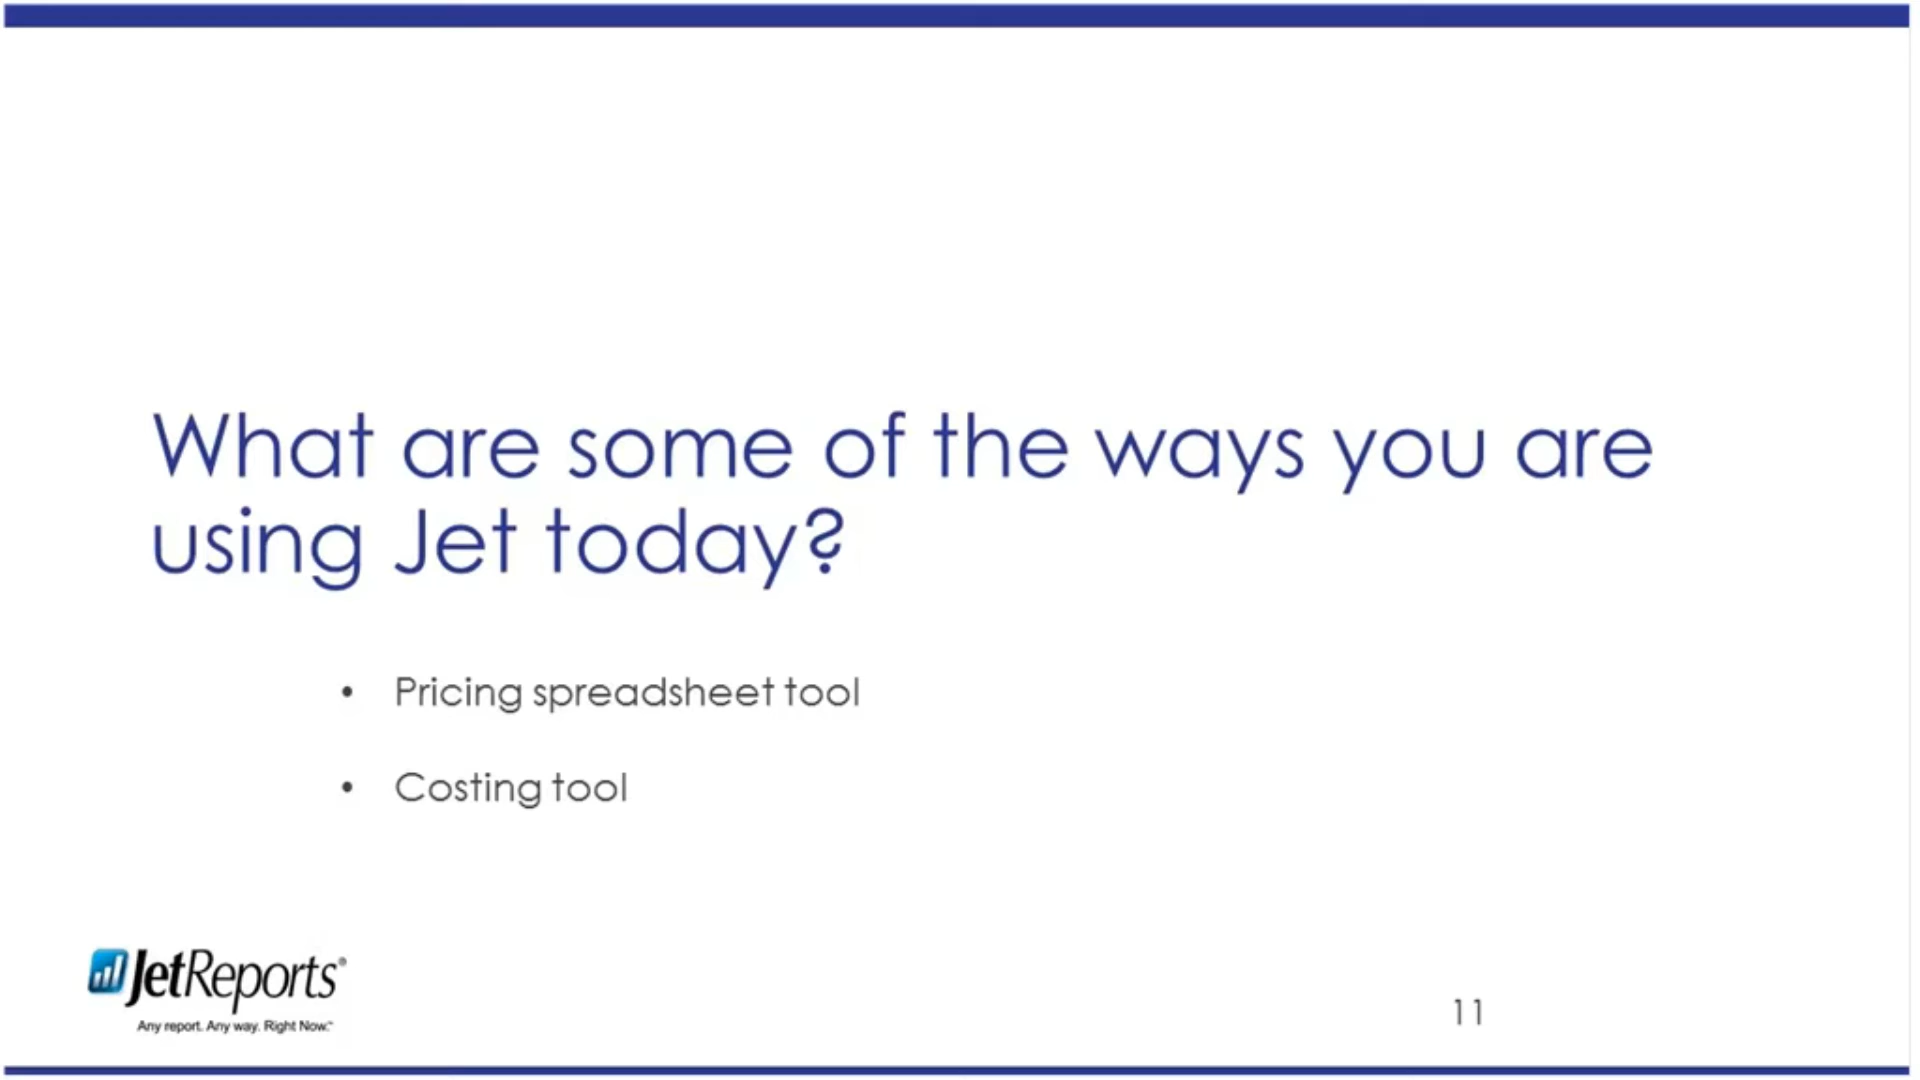 What are some of the ways you are
using Jet today?
• Pricing spreadsheet tool
• Costing tool
JetReports®
Any report. Any way. Right Now.™
11